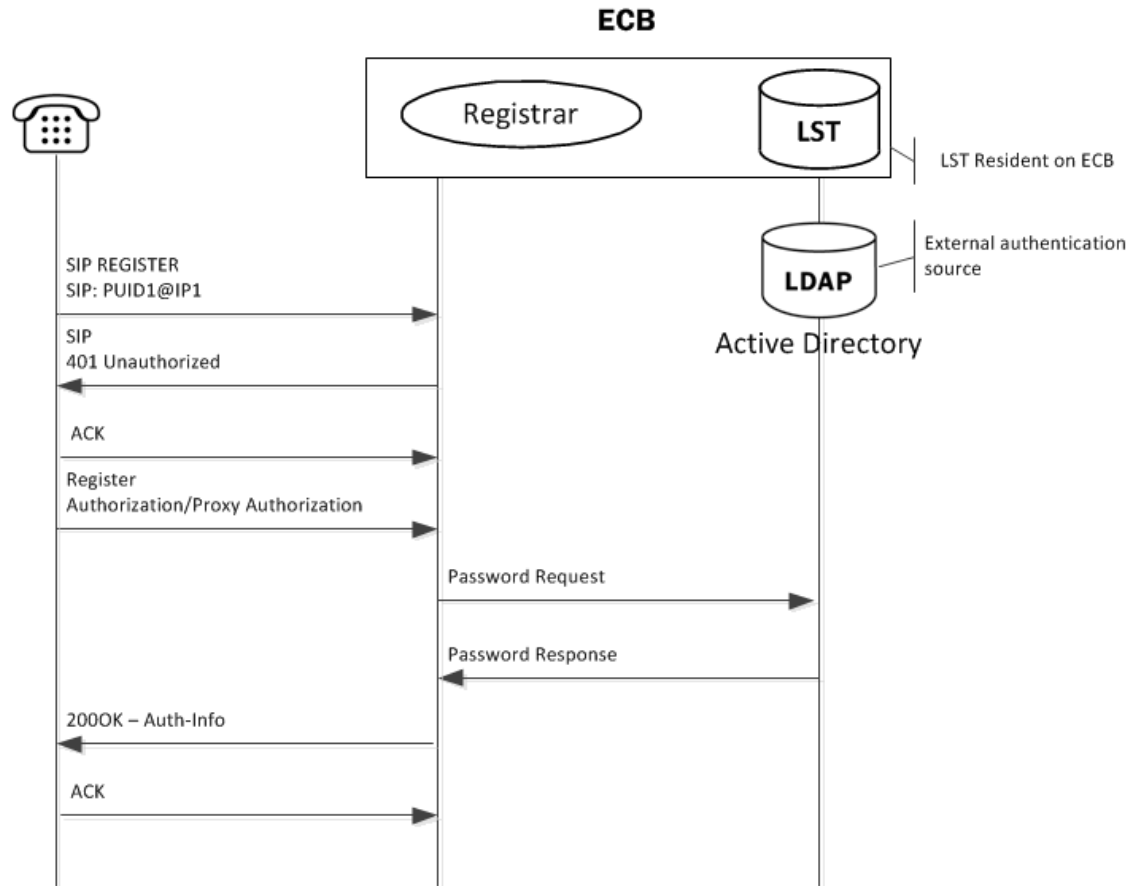 ECB
Registrar
LST
LST Resident on ECB
External authentication
source
LDAP
Active Directory
SIP REGISTER
SIP: PUID1@IP1
SIP
401 Unauthorized
ACK
Register
Authorization/Proxy Authorization
Password Request
Password Response
200OK – Auth-Info
ACK